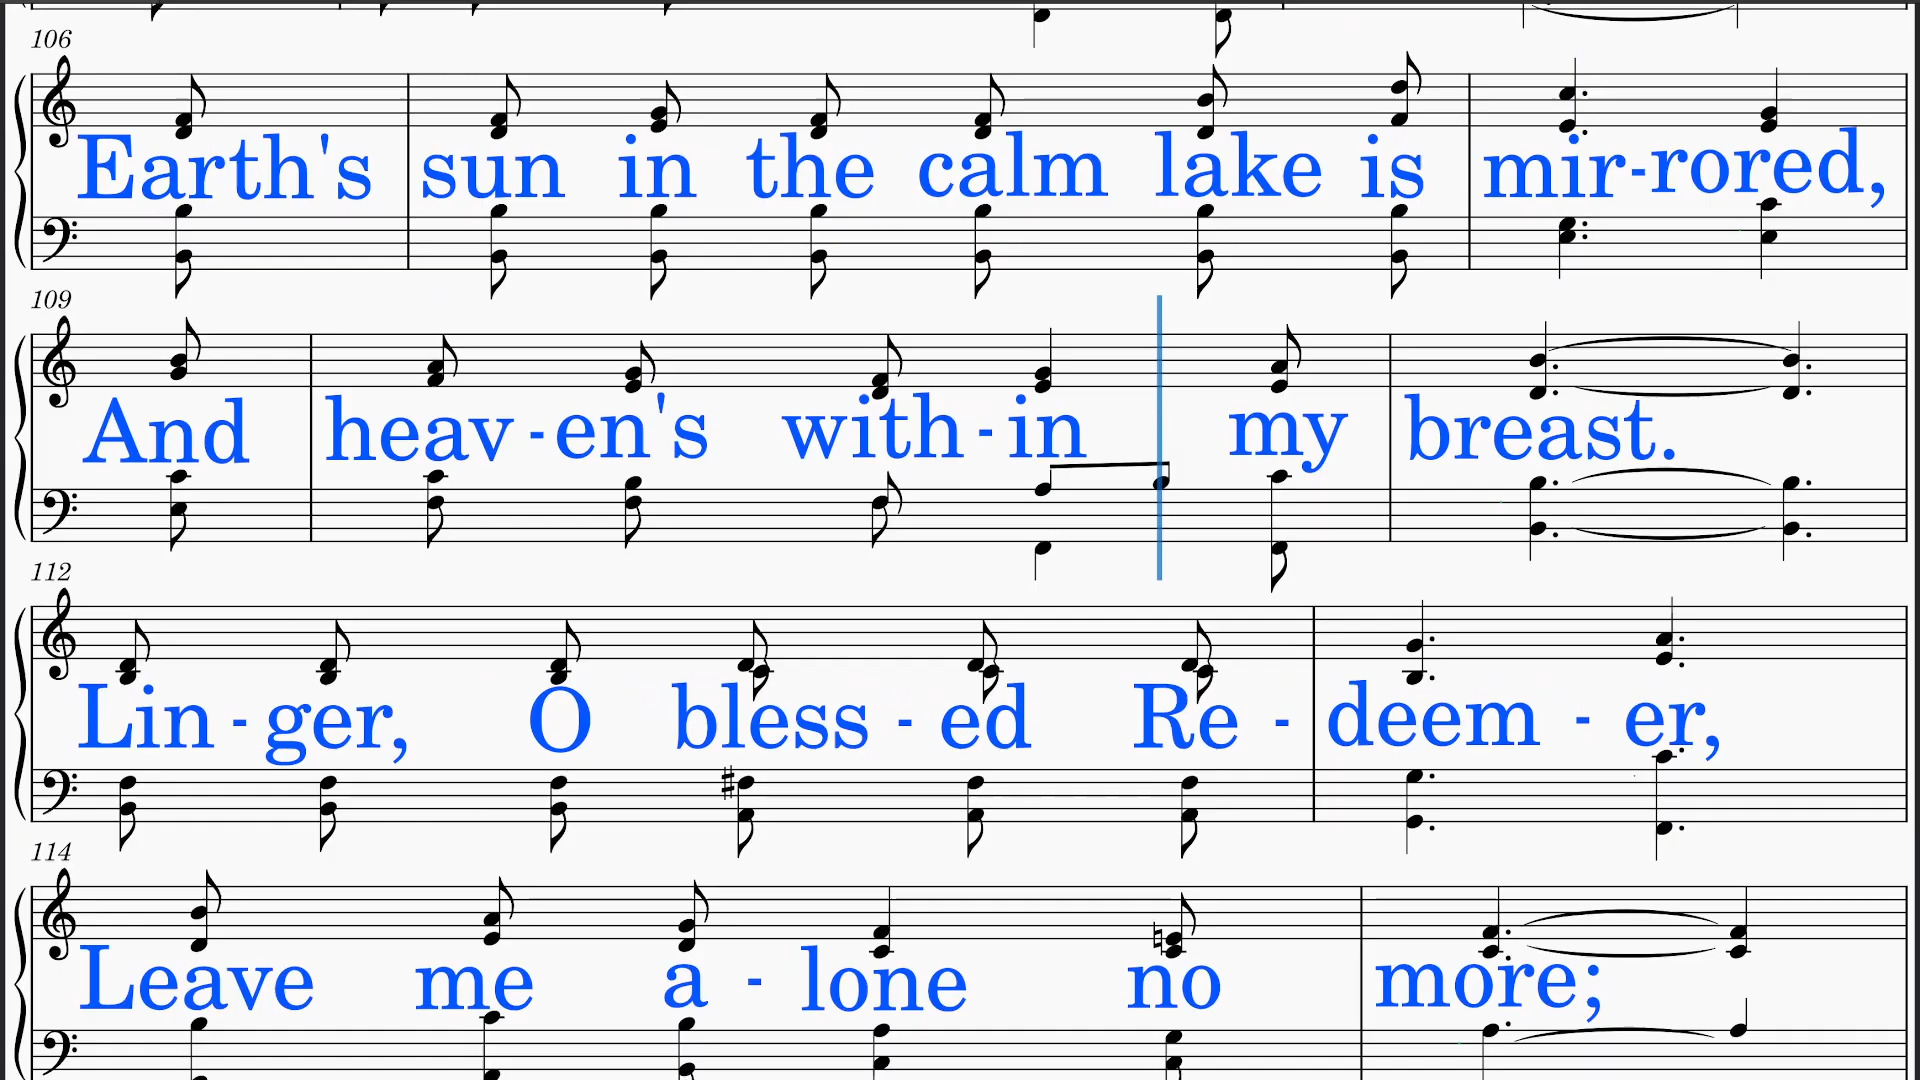 106
Earth's sun in the calm lake is mir-rored,
109
And heav-en's with-in my breast.
112
Lin-ger, O bless-ed Re-deem-er,
114
Leave me a-lone no more;